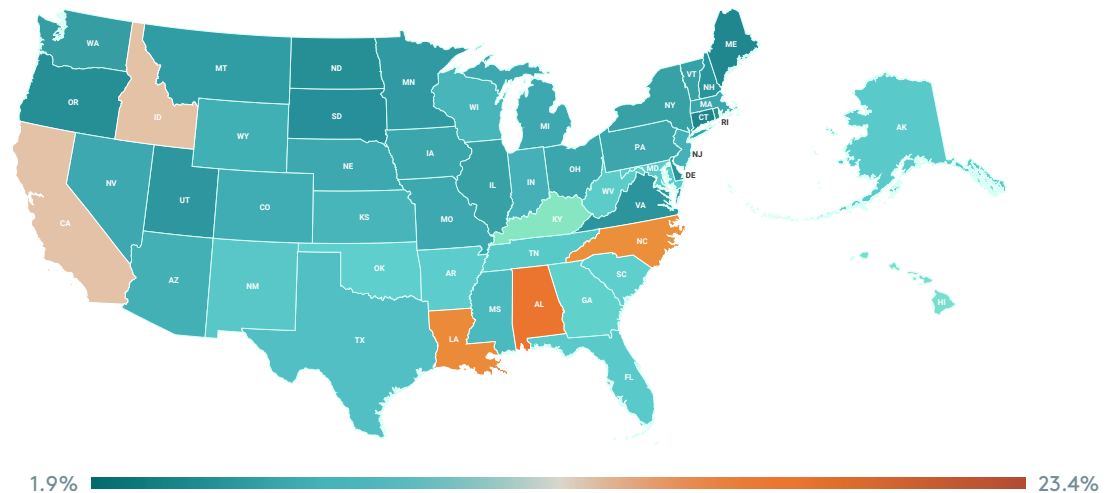 WA
MT
ND
MN
ME
VT
NH
OR
ID
SD
WI
NY
MA
CT
RI
MI
WY
AK
IA
PA
NJ
NE
OH
MD
DE
NV
UT
IL
IN
WV
CO
KS
MO
KY
VA
CA
NC
TN
AZ
NM
OK
AR
SC
MS
AL
GA
HI
TX
LA
FL
1.9%
23.4%